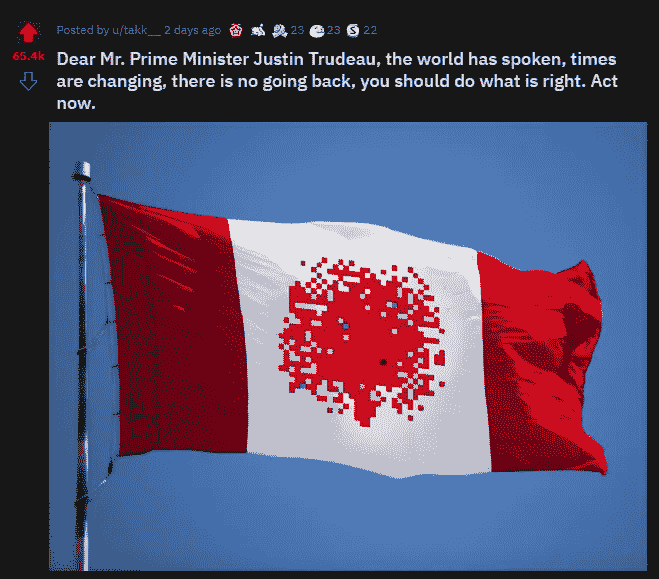 Posted by u/takk__ 2 days ago 23 23 S 22
65.4k
Dear Mr. Prime Minister Justin Trudeau, the world has spoken, times
are changing, there is no going back, you should do what is right. Act
now.